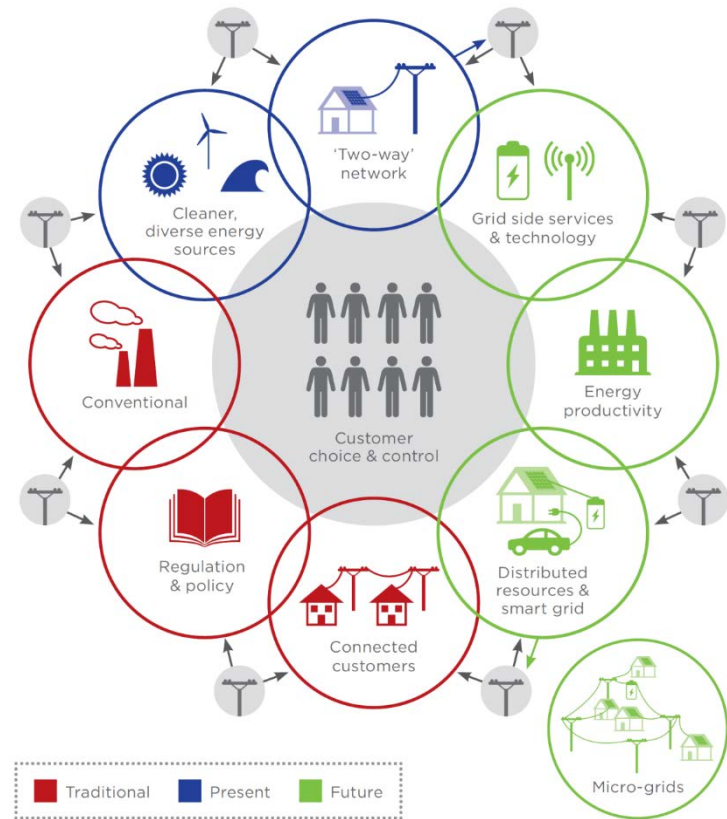 'Two-way'
network
Cleaner,
diverse energy
sources
Grid side services
& technology
Conventional
Energy
productivity
Customer
choice & control
Regulation
& policy
Distributed
resources &
smart grid
Connected
customers
Micro-grids
Traditional
Present
Future